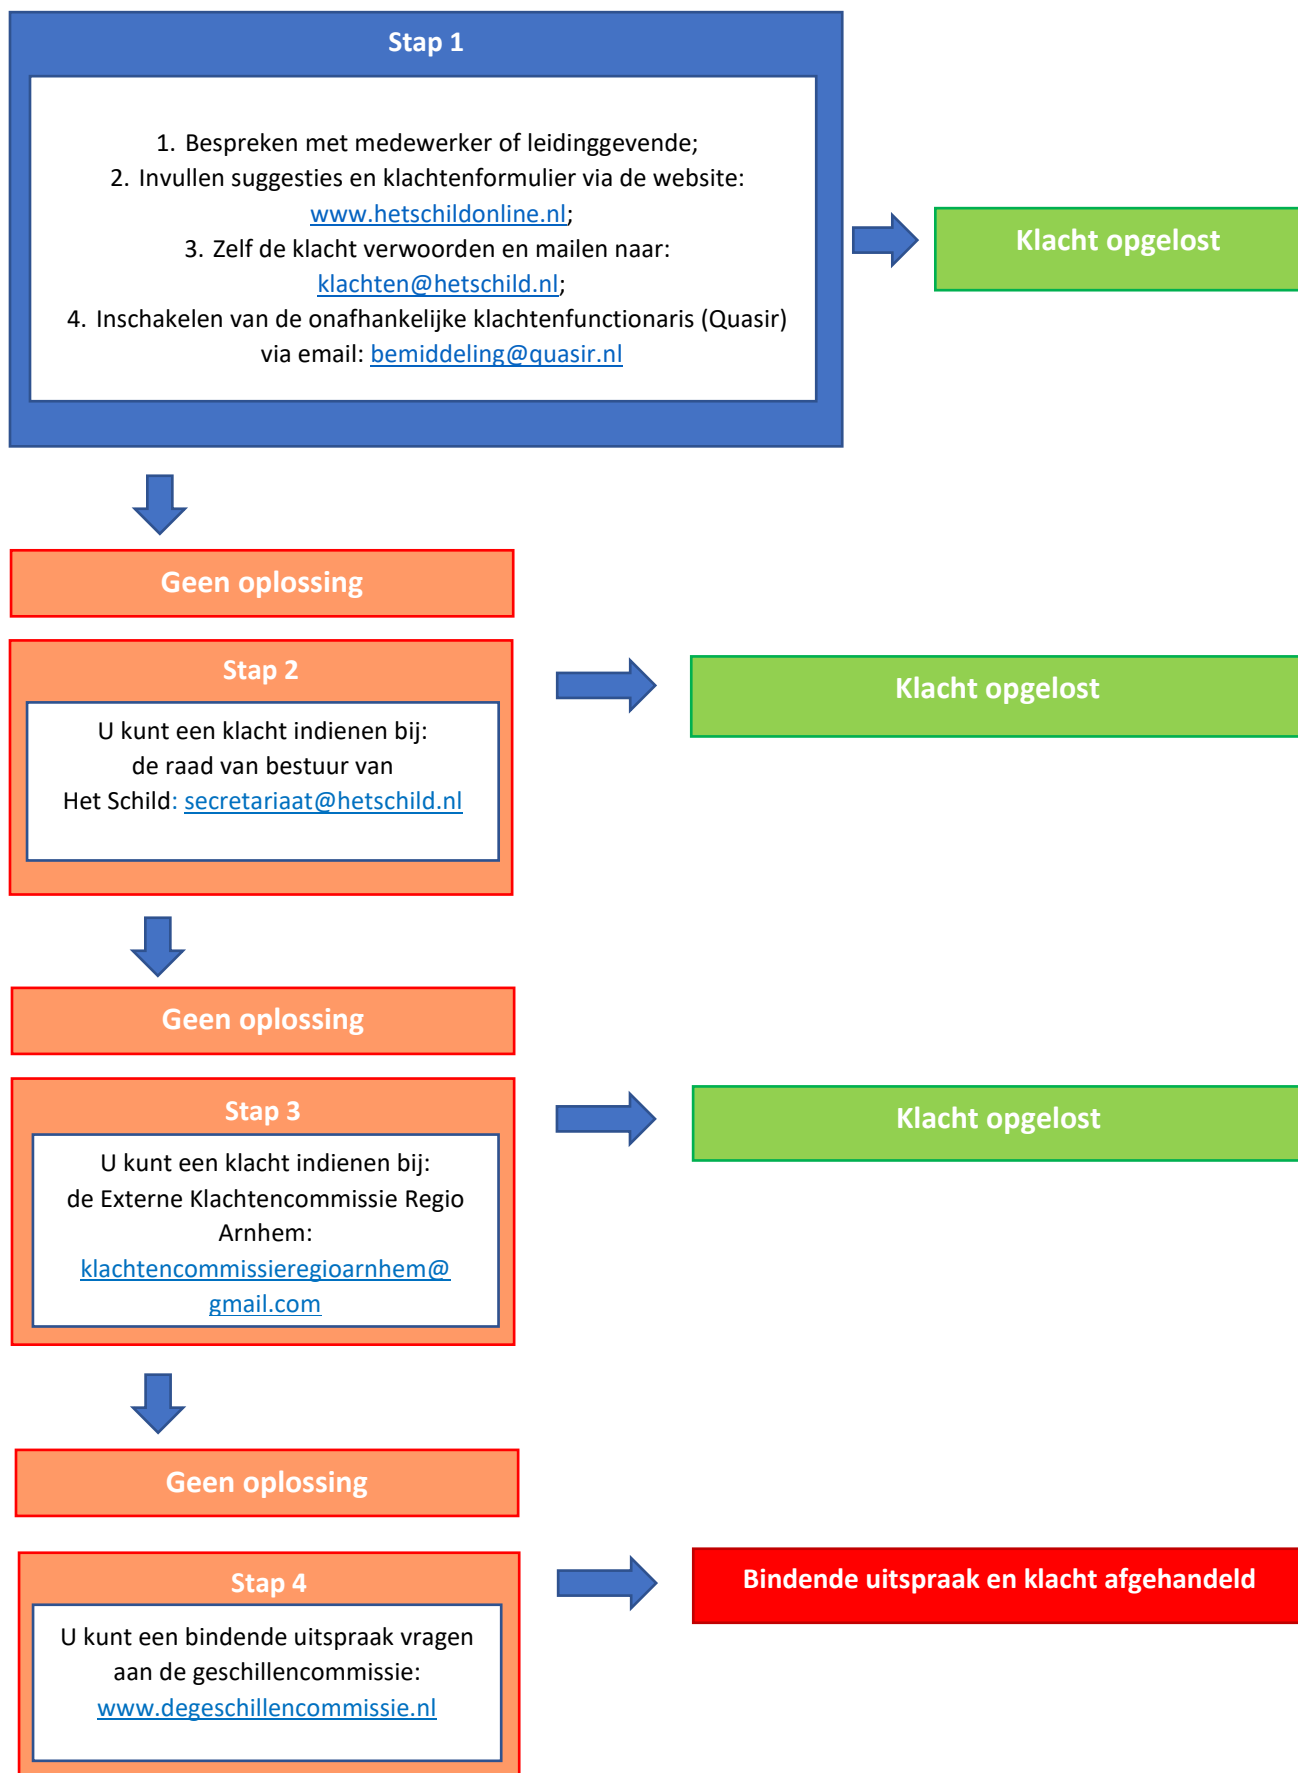 Stap 1
1. Bespreken met medewerker of leidinggevende;
2. Invullen suggesties en klachtenformulier via de website:
www.hetschildonline.nl;
3. Zelf de klacht verwoorden en mailen naar:
klachten@hetschild.nl;
4. Inschakelen van de onafhankelijke klachtenfunctionaris (Quasir)
via email: bemiddeling@quasir.nl
Klacht opgelost
Geen oplossing
Stap 2
U kunt een klacht indienen bij:
de raad van bestuur van
Het Schild: secretariaat@hetschild.nl
Klacht opgelost
Geen oplossing
Stap 3
U kunt een klacht indienen bij:
de Externe Klachtencommissie Regio
Arnhem:
klachtencommissieregioarnhem@
gmail.com
Klacht opgelost
Geen oplossing
Stap 4
U kunt een bindende uitspraak vragen
aan de geschillencommissie:
www.degeschillencommissie.nl
Bindende uitspraak en klacht afgehandeld